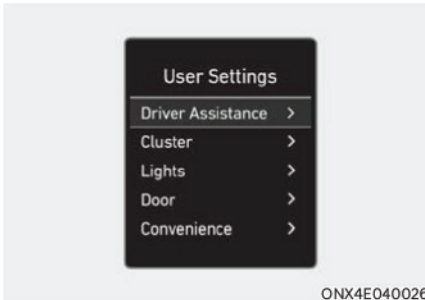 User Settings
Driver Assistance >
Cluster >
Lights >
Door >
Convenience >
ONX4E040026